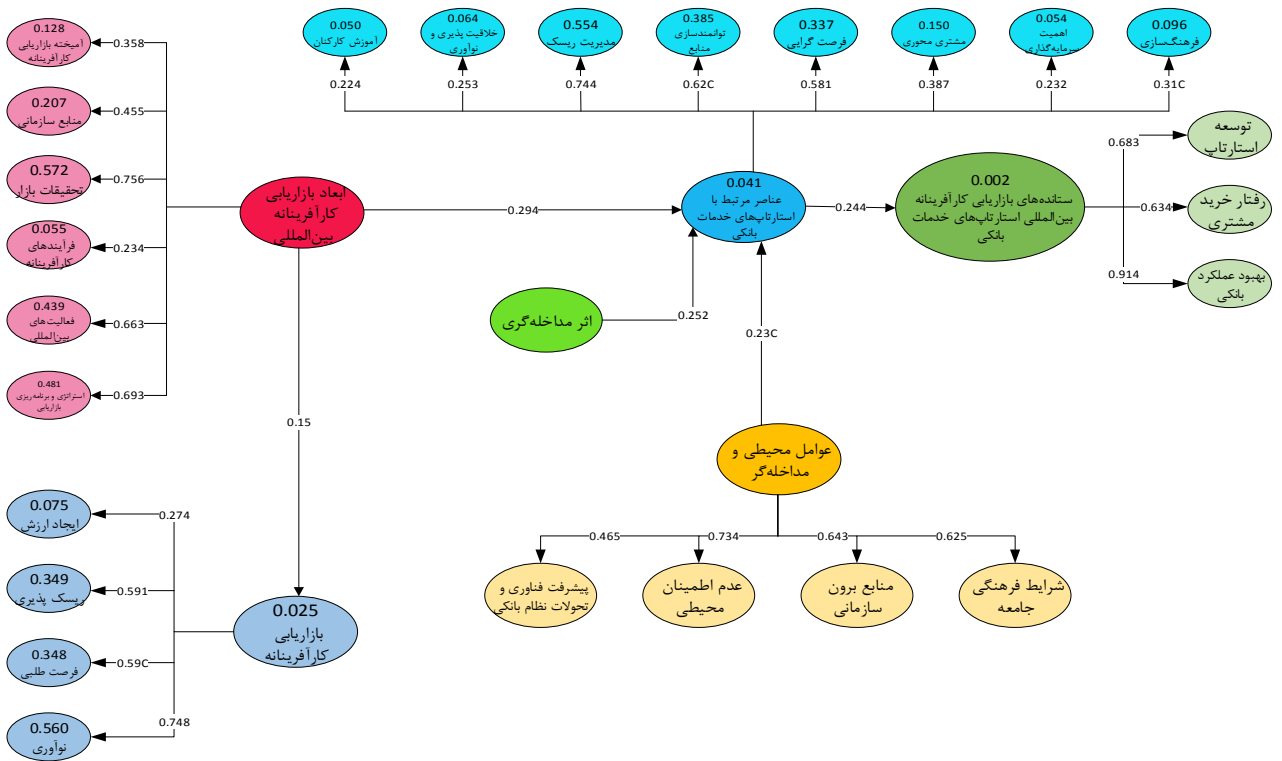 0.050
آموزش کارکنان
0.064
خلاقیت پذیری و
نوآوری
0.554
مدیریت ریسک
0.385
توانمندسازی
منابع
0.337
فرصت گرایی
0.150
مشتری محوری
0.054
اهمیت
سرمایه‌گذاری
0.096
فرهنگ‌سازی
0.224
0.253
0.744
0.62C
0.581
0.387
0.232
0.31C
0.128
آمیخته بازاریابی
کارآفرینانه
0.358
0.207
منابع سازمانی
0.455
0.572
تحقیقات بازار
0.756
0.055
فرآیندهای
کارآفرینانه
0.234
0.439
فعالیت‌های
بین‌المللی
0.663
0.481
استراتژی و برنامه‌ریزی
بازاریابی
0.693
ابعاد بازاریابی
کارآفرینانه
بین‌المللی
0.294
0.041
عناصر مرتبط با
استارتاپ‌های خدمات
بانکی
0.244
0.002
ستانده‌های بازاریابی کارآفرینانه
بین‌المللی استارتاپ‌های خدمات
بانکی
0.683
توسعه
استارتاپ
0.634
رفتار خرید
مشتری
0.914
بهبود عملکرد
بانکی
اثر مداخله‌گری
0.252
0.23C
0.15
عوامل محیطی و
مداخله‌گر
0.465
0.734
0.643
0.625
پیشرفت فناوری و
تحولات نظام بانکی
عدم اطمینان
محیطی
منابع برون
سازمانی
شرایط فرهنگی
جامعه
0.075
ایجاد ارزش
0.274
0.349
ریسک پذیری
0.591
0.025
بازاریابی
کارآفرینانه
0.348
فرصت طلبی
0.59C
0.560
نوآوری
0.748